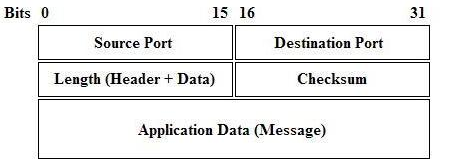 Bits 0 15 16 31
Source Port Destination Port
Length (Header + Data) Checksum
Application Data (Message)